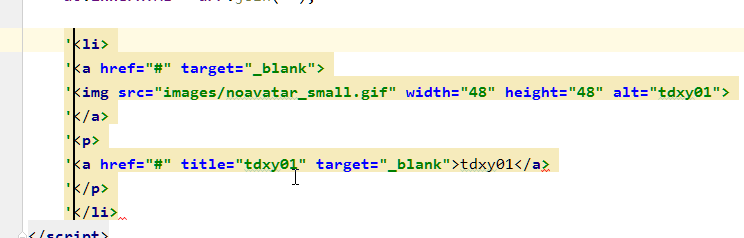 '<li>
'<a href="#" target="_blank">
'<img src="images/noavatar_small.gif" width="48" height="48" alt="tdxy01">
'</a>
'<p>
'<a href="#" title="tdxy01" target="_blank">tdxy01</a>
'</p>
'</li>
</script>